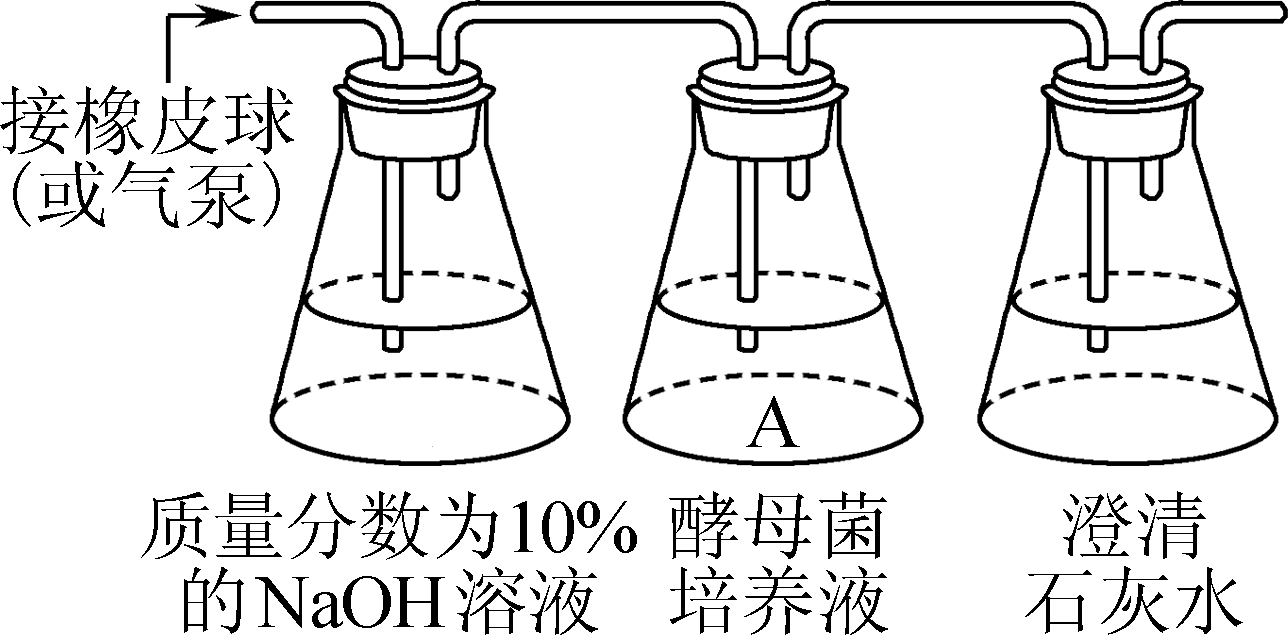 接橡皮球
(或气泵)
A
质量分数为10%
的NaOH溶液
酵母菌
培养液
澄清
石灰水